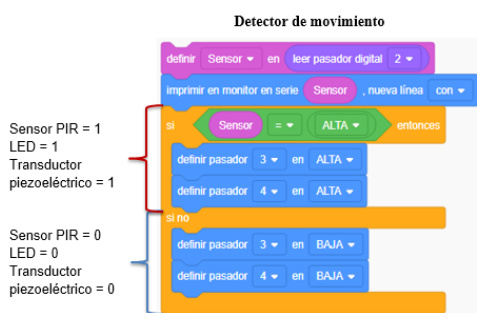 Detector de movimiento
definir Sensor en leer pasador digital 2
imprimir en monitor en serie Sensor , nueva línea con
si Sensor = ALTA entonces
definir pasador 3 en ALTA
definir pasador 4 en ALTA
si no
definir pasador 3 en BAJA
definir pasador 4 en BAJA
Sensor PIR = 1
LED = 1
Transductor
piezoeléctrico = 1
Sensor PIR = 0
LED = 0
Transductor
piezoeléctrico = 0